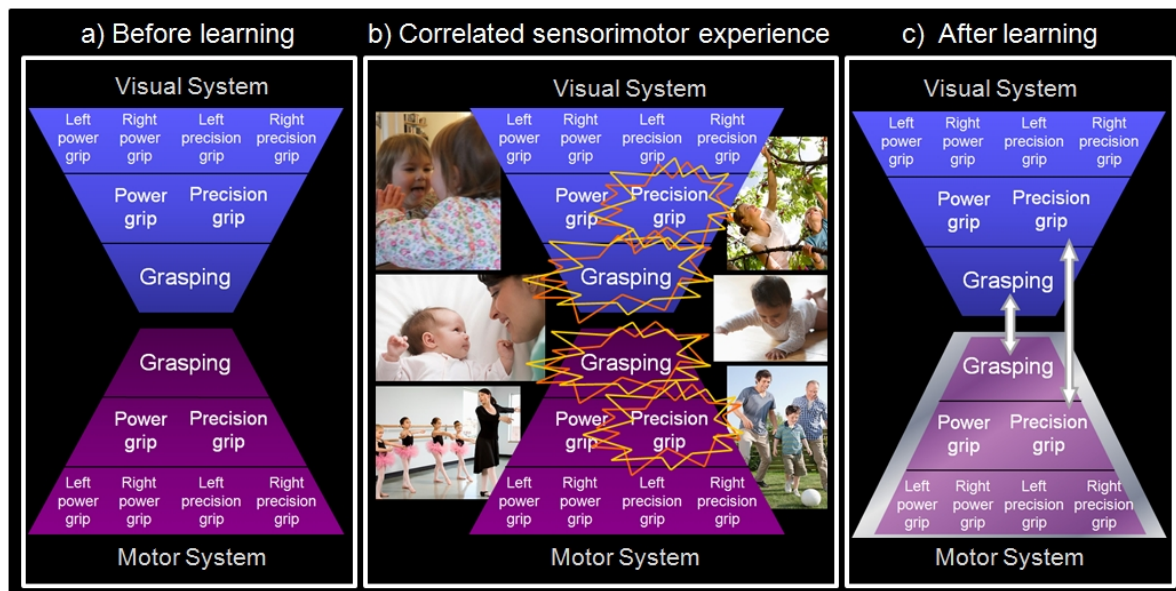 a) Before learning
Visual System
Left power grip
Right power grip
Left precision grip
Right precision grip
Power grip
Precision grip
Grasping
Grasping
Power grip
Precision grip
Left power grip
Right power grip
Left precision grip
Right precision grip
Motor System
b) Correlated sensorimotor experience
Visual System
Left power grip
Right power grip
Left precision grip
Right precision grip
Power grip
Precision grip
Grasping
Grasping
Power grip
Precision grip
Left power grip
Right power grip
Left precision grip
Right precision grip
Motor System
c) After learning
Visual System
Left power grip
Right power grip
Left precision grip
Right precision grip
Power grip
Precision grip
Grasping
Grasping
Power grip
Precision grip
Left power grip
Right power grip
Left precision grip
Right precision grip
Motor System